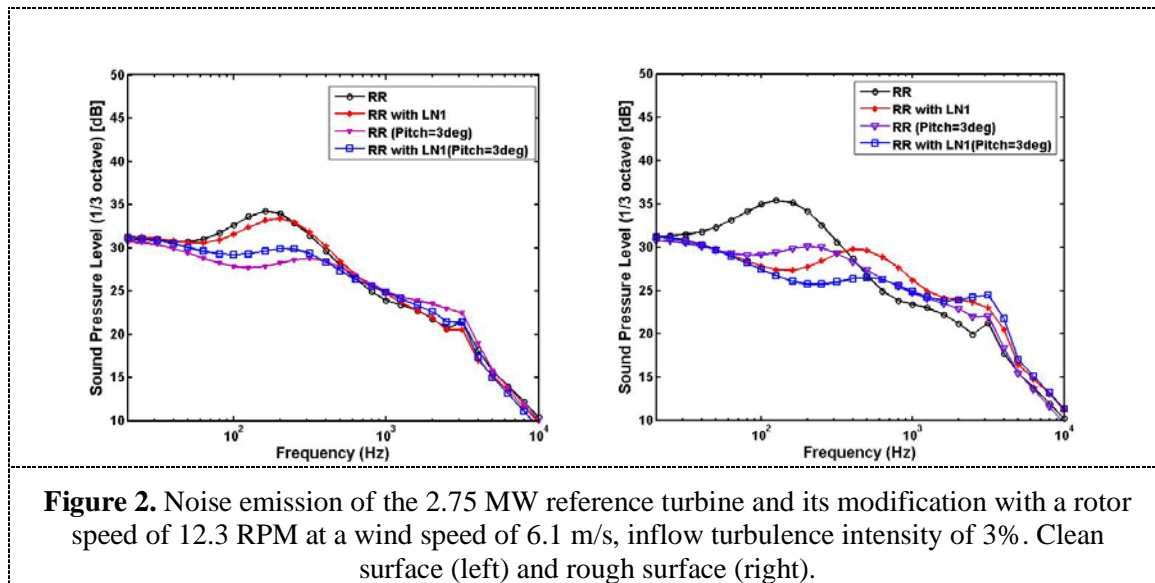 50
45
40
35
30
25
20
15
10
Sound Pressure Level (1/3 octave) [dB]
10²
10³
10⁴
Frequency (Hz)
RR
RR with LN1
RR (Pitch=3deg)
RR with LN1(Pitch=3deg)
50
45
40
35
30
25
20
15
10
Sound Pressure Level (1/3 octave) [dB]
10²
10³
10⁴
Frequency (Hz)
RR
RR with LN1
RR (Pitch=3deg)
RR with LN1(Pitch=3deg)
Figure 2. Noise emission of the 2.75 MW reference turbine and its modification with a rotor
speed of 12.3 RPM at a wind speed of 6.1 m/s, inflow turbulence intensity of 3%. Clean
surface (left) and rough surface (right).